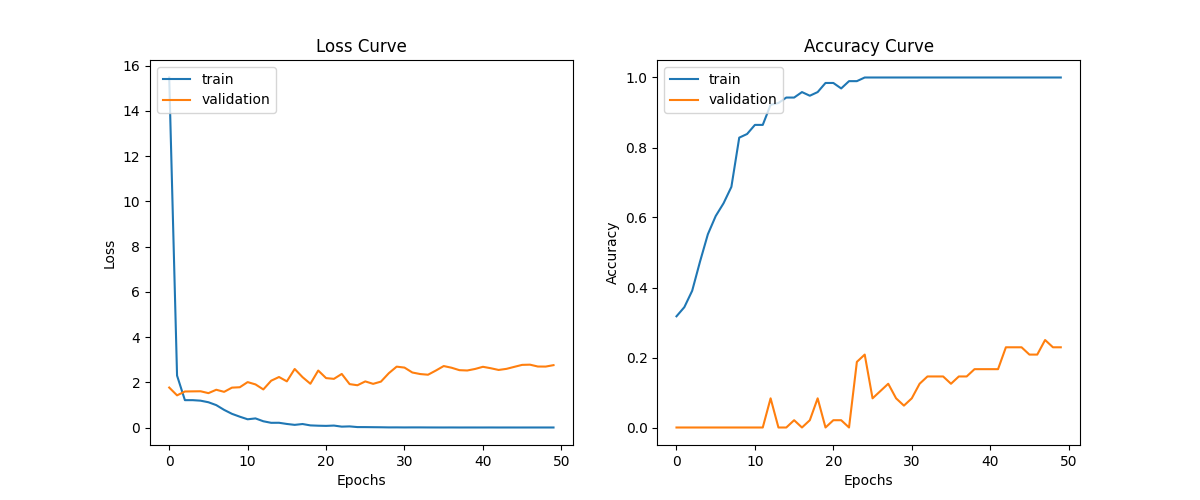 Loss Curve
16
14
12
10
8
6
4
2
0
Loss
train
validation
0
10
20
30
40
50
Epochs
Accuracy Curve
1.0
0.8
0.6
0.4
0.2
0.0
Accuracy
train
validation
0
10
20
30
40
50
Epochs